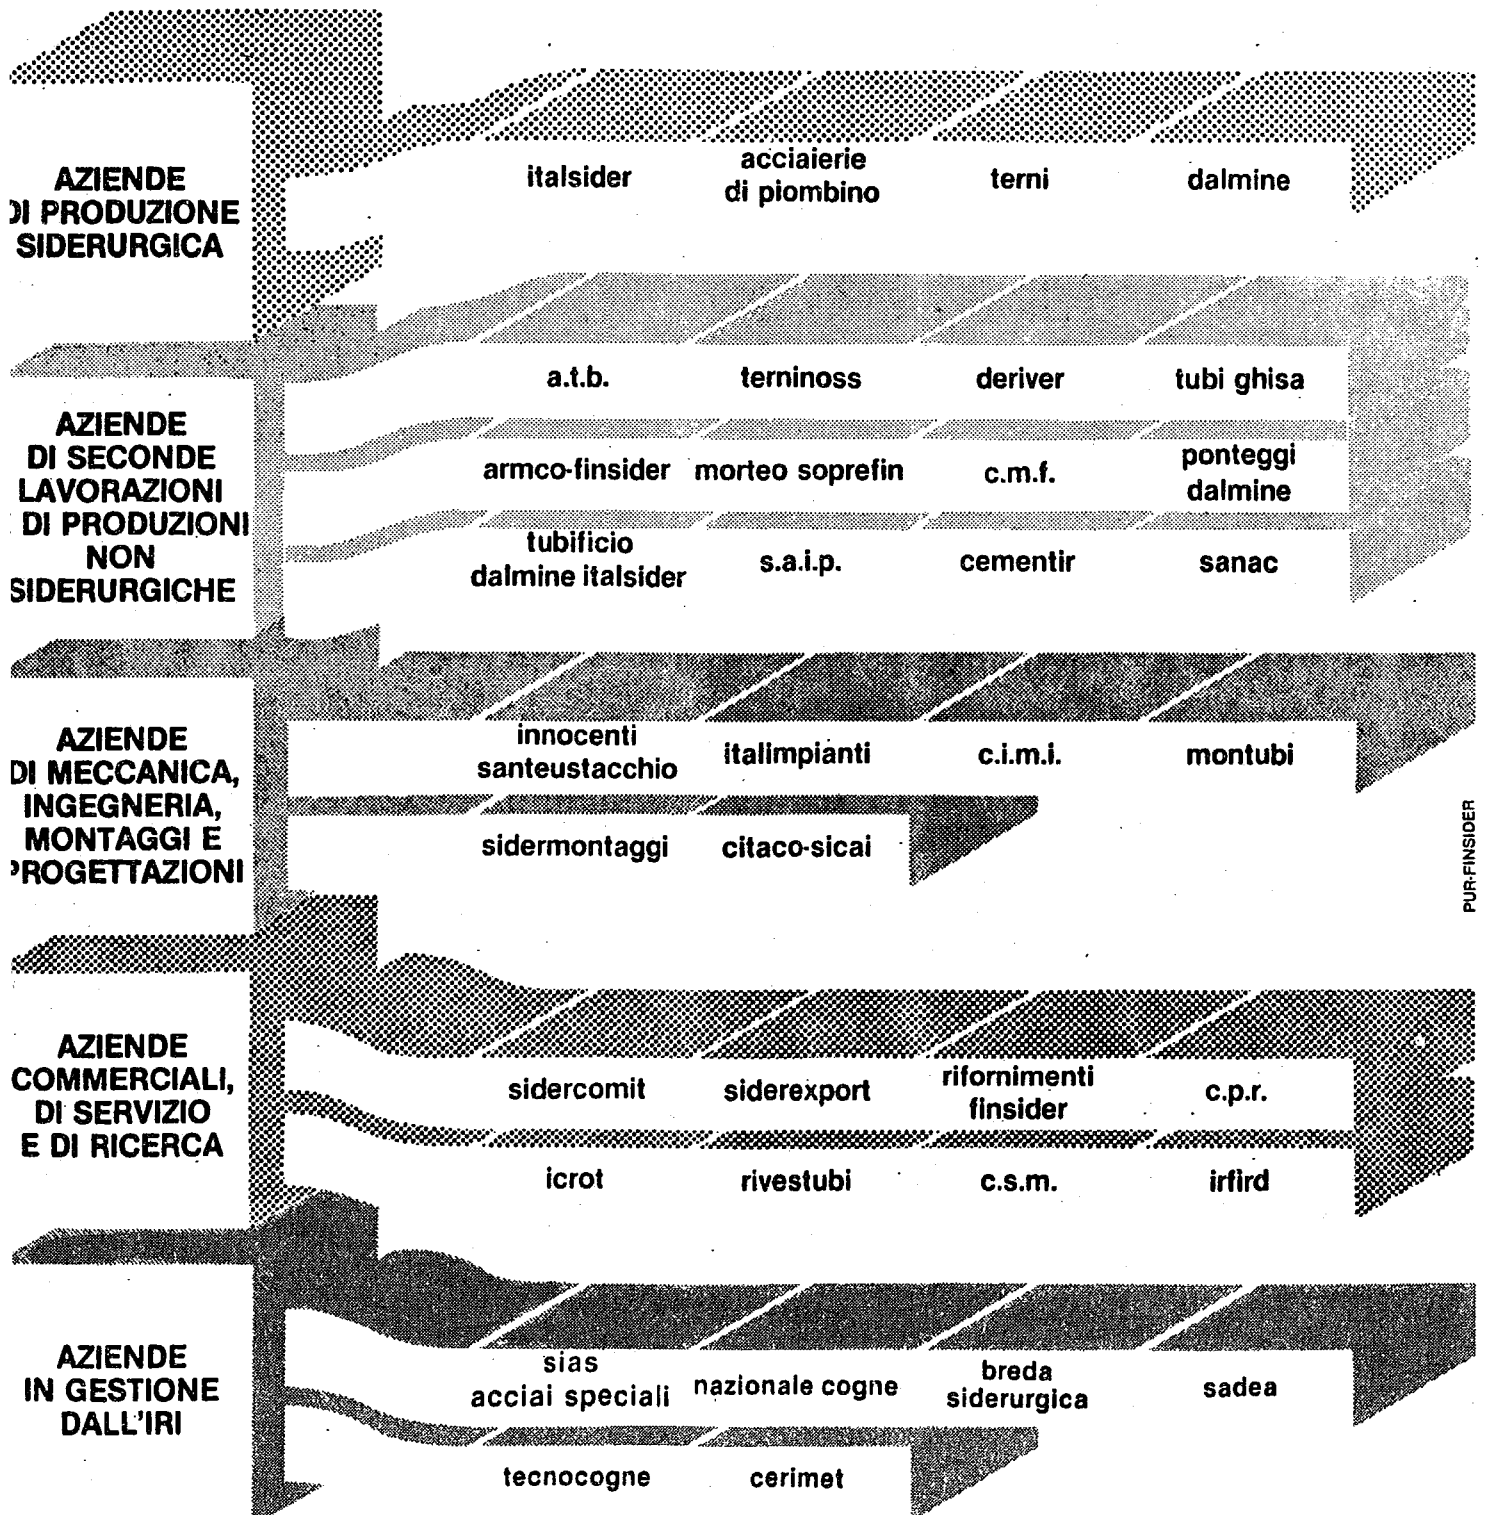 AZIENDE
DI PRODUZIONE
SIDERURGICA
italsider
acciaierie
di piombino
terni
dalmine
AZIENDE
DI SECONDE
LAVORAZIONI
DI PRODUZIONI
NON
SIDERURGICHE
a.t.b.
terninoss
deriver
tubi ghisa
armco-finsider
morteo soprefin
c.m.f.
ponteggi
dalmine
tubificio
dalmine italsider
s.a.i.p.
cementir
sanac
AZIENDE
DI MECCANICA,
INGEGNERIA,
MONTAGGI E
PROGETTAZIONI
innocenti
santeustacchio
italimpianti
c.i.m.i.
montubi
sidermontaggi
citaco-sicai
PUR-FINSIDER
AZIENDE
COMMERCIALI,
DI SERVIZIO
E DI RICERCA
sidercomit
siderexport
rifornimenti
finsider
c.p.r.
icrot
rivestubi
c.s.m.
irfird
AZIENDE
IN GESTIONE
DALL'IRI
sias
acciai speciali
nazionale cogne
breda
siderurgica
sadea
tecnocogne
cerimet